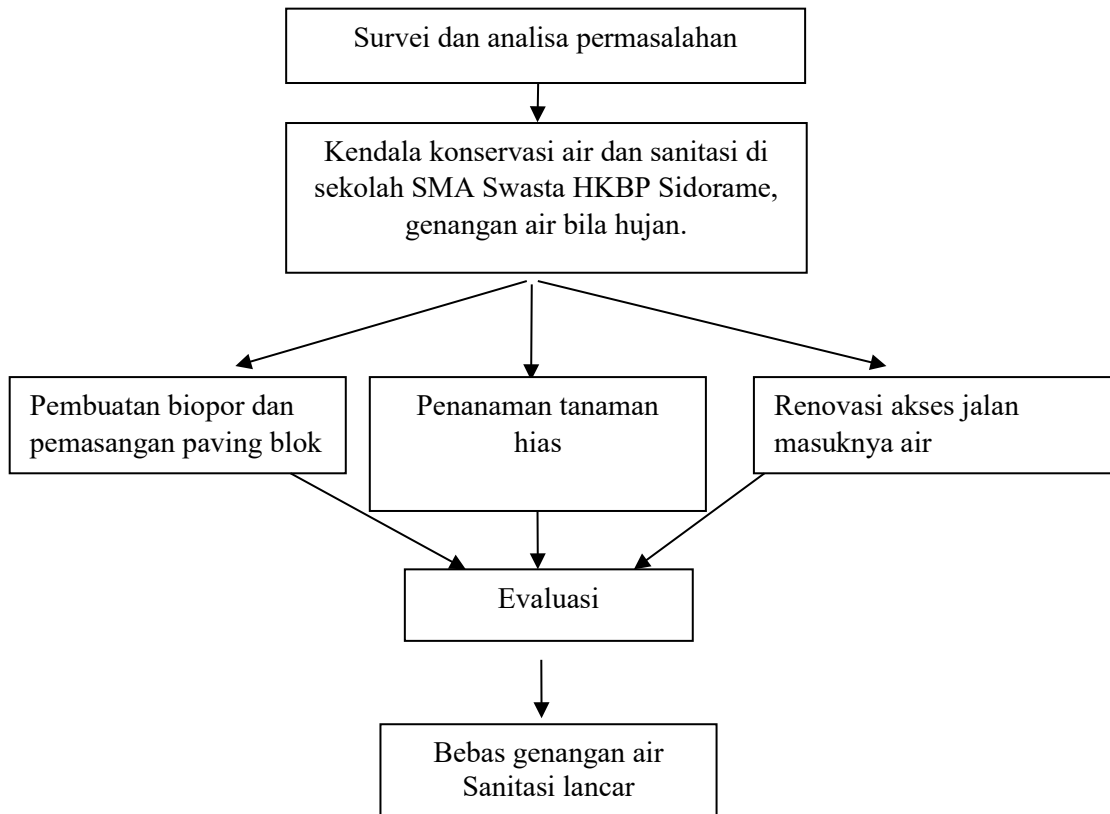 Survei dan analisa permasalahan
Kendala konservasi air dan sanitasi di
sekolah SMA Swasta HKBP Sidorame,
genangan air bila hujan.
Pembuatan biopor dan
pemasangan paving blok
Penanaman tanaman
hias
Renovasi akses jalan
masuknya air
Evaluasi
Bebas genangan air
Sanitasi lancar